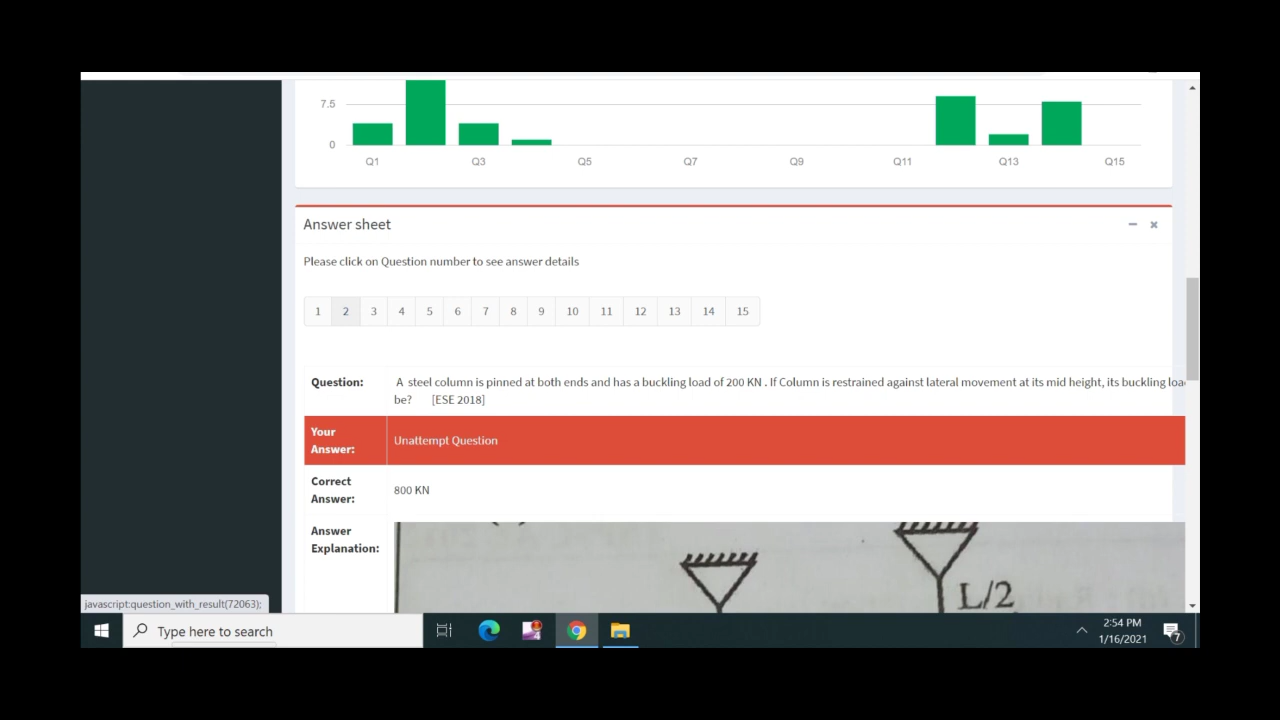 7.5
0
Q1 Q3 Q5 Q7 Q9 Q11 Q13 Q15
Answer sheet
Please click on Question number to see answer details
1 2 3 4 5 6 7 8 9 10 11 12 13 14 15
Question: A steel column is pinned at both ends and has a buckling load of 200 KN . If Column is restrained against lateral movement at its mid height, its buckling
be? [ESE 2018]
Your
Answer:
Unattempt Question
Correct
Answer:
800 KN
Answer
Explanation:
L/2
javascript:question_with_result(72063);
Type here to search
2:54 PM
1/16/2021
7